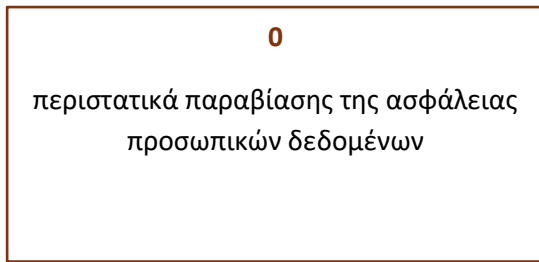 0
περιστατικά παραβίασης της ασφάλειας
προσωπικών δεδομένων